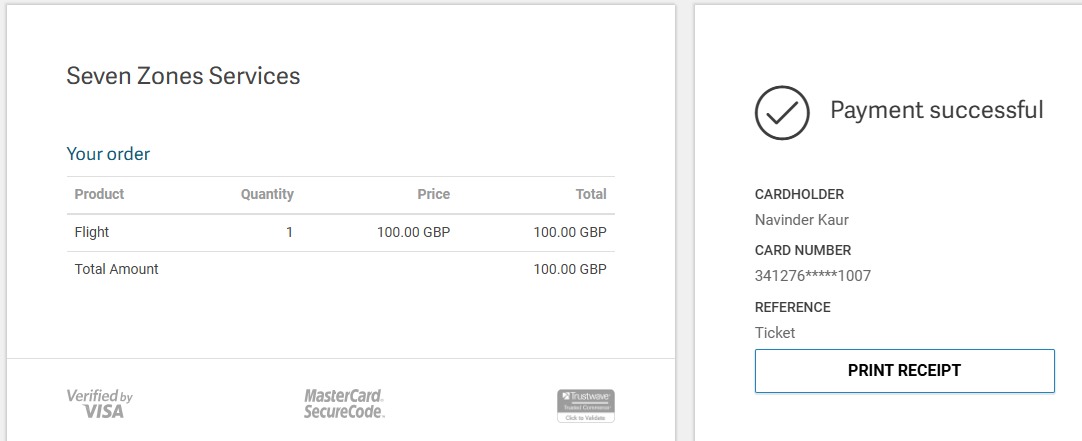 Seven Zones Services
Your order
Product Quantity Price Total
Flight 1 100.00 GBP 100.00 GBP
Total Amount 100.00 GBP
Verified by
VISA
MasterCard.
SecureCode.
Trustwave
Trusted Commerce
Click to Validate
Payment successful
CARDHOLDER
Navinder Kaur
CARD NUMBER
341276*****1007
REFERENCE
Ticket
PRINT RECEIPT